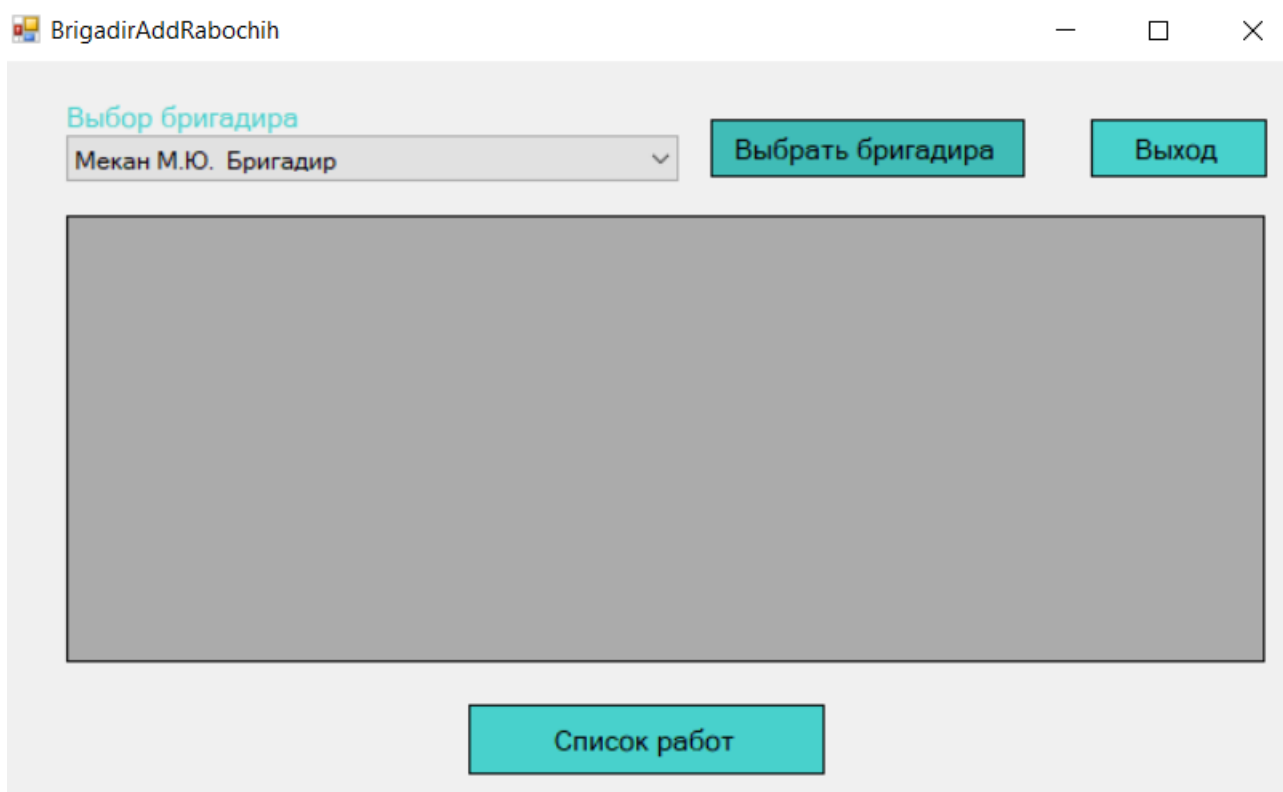 BrigadirAddRabochih
Выбор бригадира
Мекан М.Ю.  Бригадир
Выбрать бригадира
Выход
Список работ